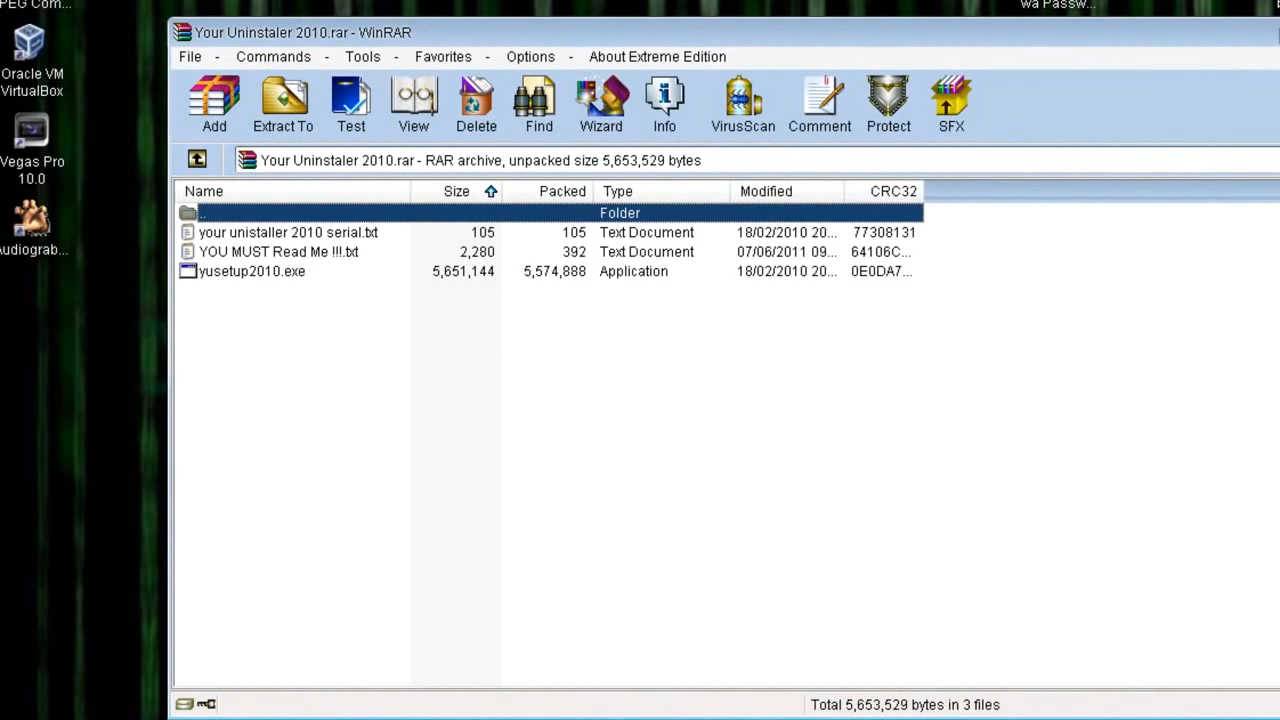 PEG Com...
wa Passw...
Oracle VM
VirtualBox
Vegas Pro
10.0
Audiograb...
Your Uninstaler 2010.rar - WinRAR
File - Commands - Tools - Favorites - Options - About Extreme Edition
Add Extract To Test View Delete Find Wizard Info VirusScan Comment Protect SFX
Your Uninstaler 2010.rar - RAR archive, unpacked size 5,653,529 bytes
Name Size Packed Type Modified CRC32
.. Folder
your unistaller 2010 serial.txt 105 105 Text Document 18/02/2010 20... 77308131
YOU MUST Read Me !!!.txt 2,280 392 Text Document 07/06/2011 09... 64106C...
yusetup2010.exe 5,651,144 5,574,888 Application 18/02/2010 20... 0E0DA7...
Total 5,653,529 bytes in 3 files